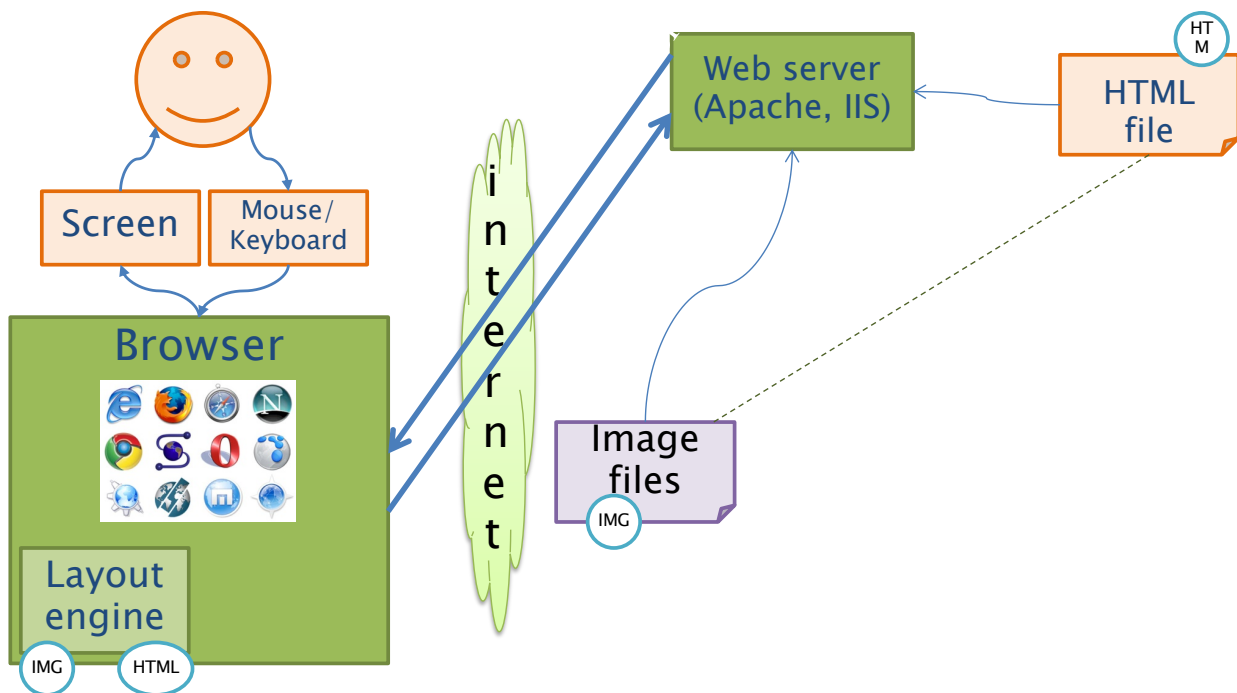 Web server
(Apache, IIS)
HT
M
HTML
file
Screen
Mouse/
Keyboard
i
n
t
e
r
n
e
t
Browser
N
Image
files
IMG
Layout
engine
IMG
HTML